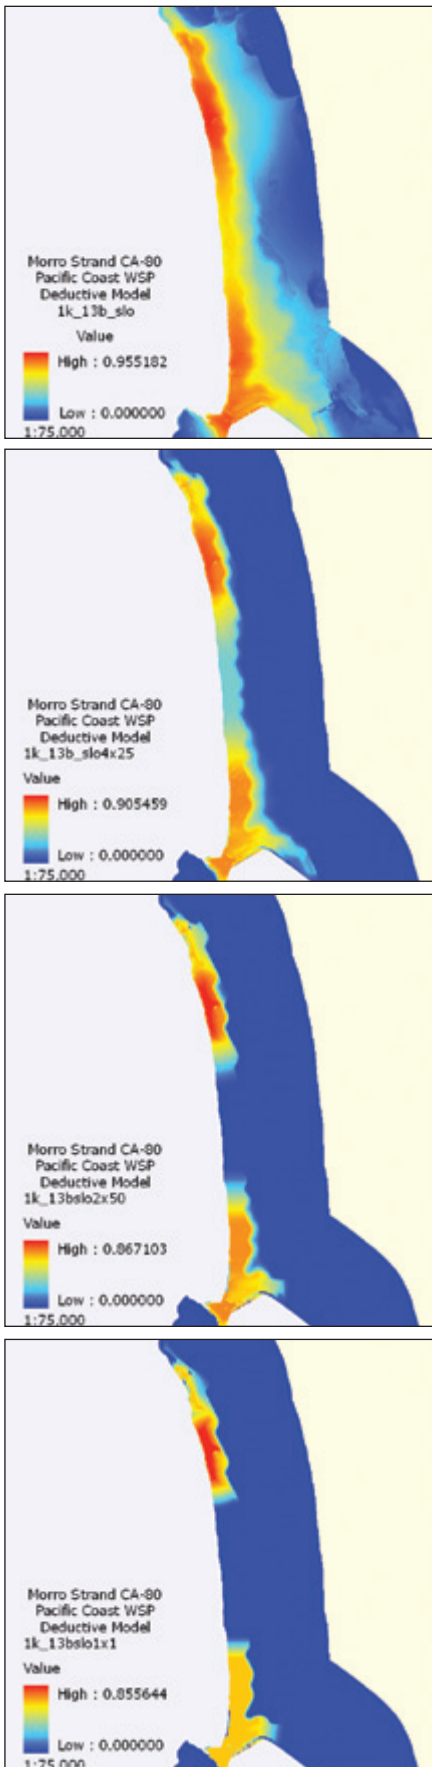 Morro Strand CA-80
Pacific Coast WSP
Deductive Model
1k_13b_slo
Value
High : 0.955182
Low : 0.000000
1:75,000
Morro Strand CA-80
Pacific Coast WSP
Deductive Model
1k_13b_slo4x25
Value
High : 0.905459
Low : 0.000000
1:75,000
Morro Strand CA-80
Pacific Coast WSP
Deductive Model
1k_13bslo2x50
Value
High : 0.867103
Low : 0.000000
1:75,000
Morro Strand CA-80
Pacific Coast WSP
Deductive Model
1k_13bslo1x1
Value
High : 0.855644
Low : 0.000000
1:75,000